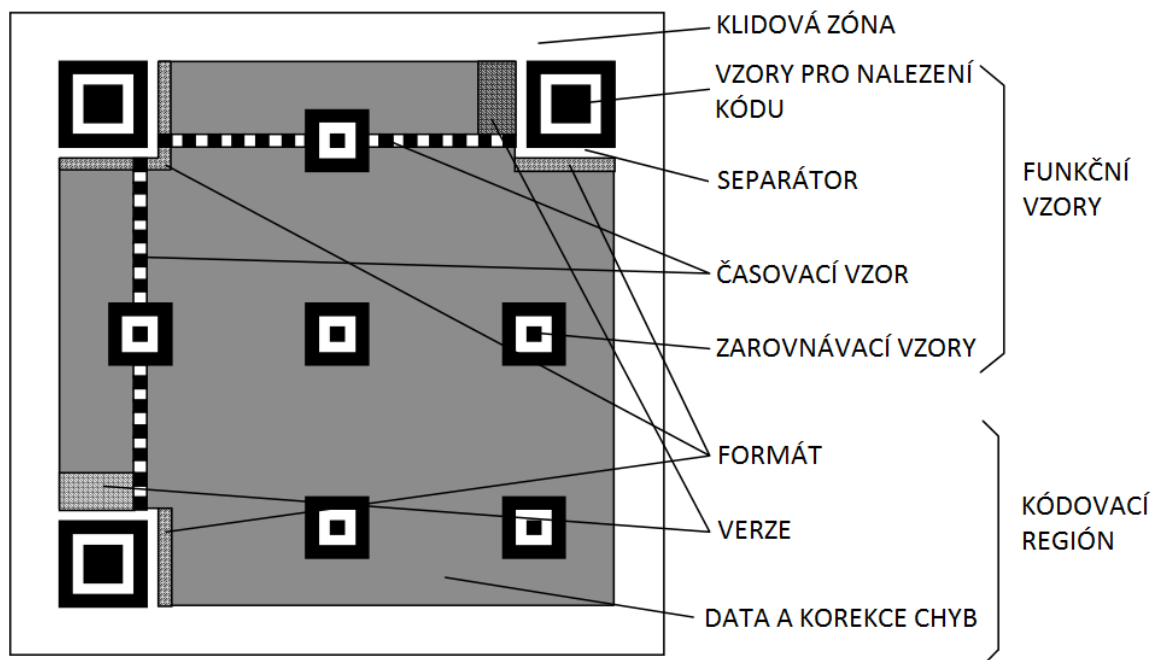 KLIDOVÁ ZÓNA
VZORY PRO NALEZENÍ
KÓDU
SEPARÁTOR
FUNKČNÍ
VZORY
ČASOVACÍ VZOR
ZAROVNÁVACÍ VZORY
FORMÁT
VERZE
KÓDOVACÍ
REGIÓN
DATA A KOREKCE CHYB